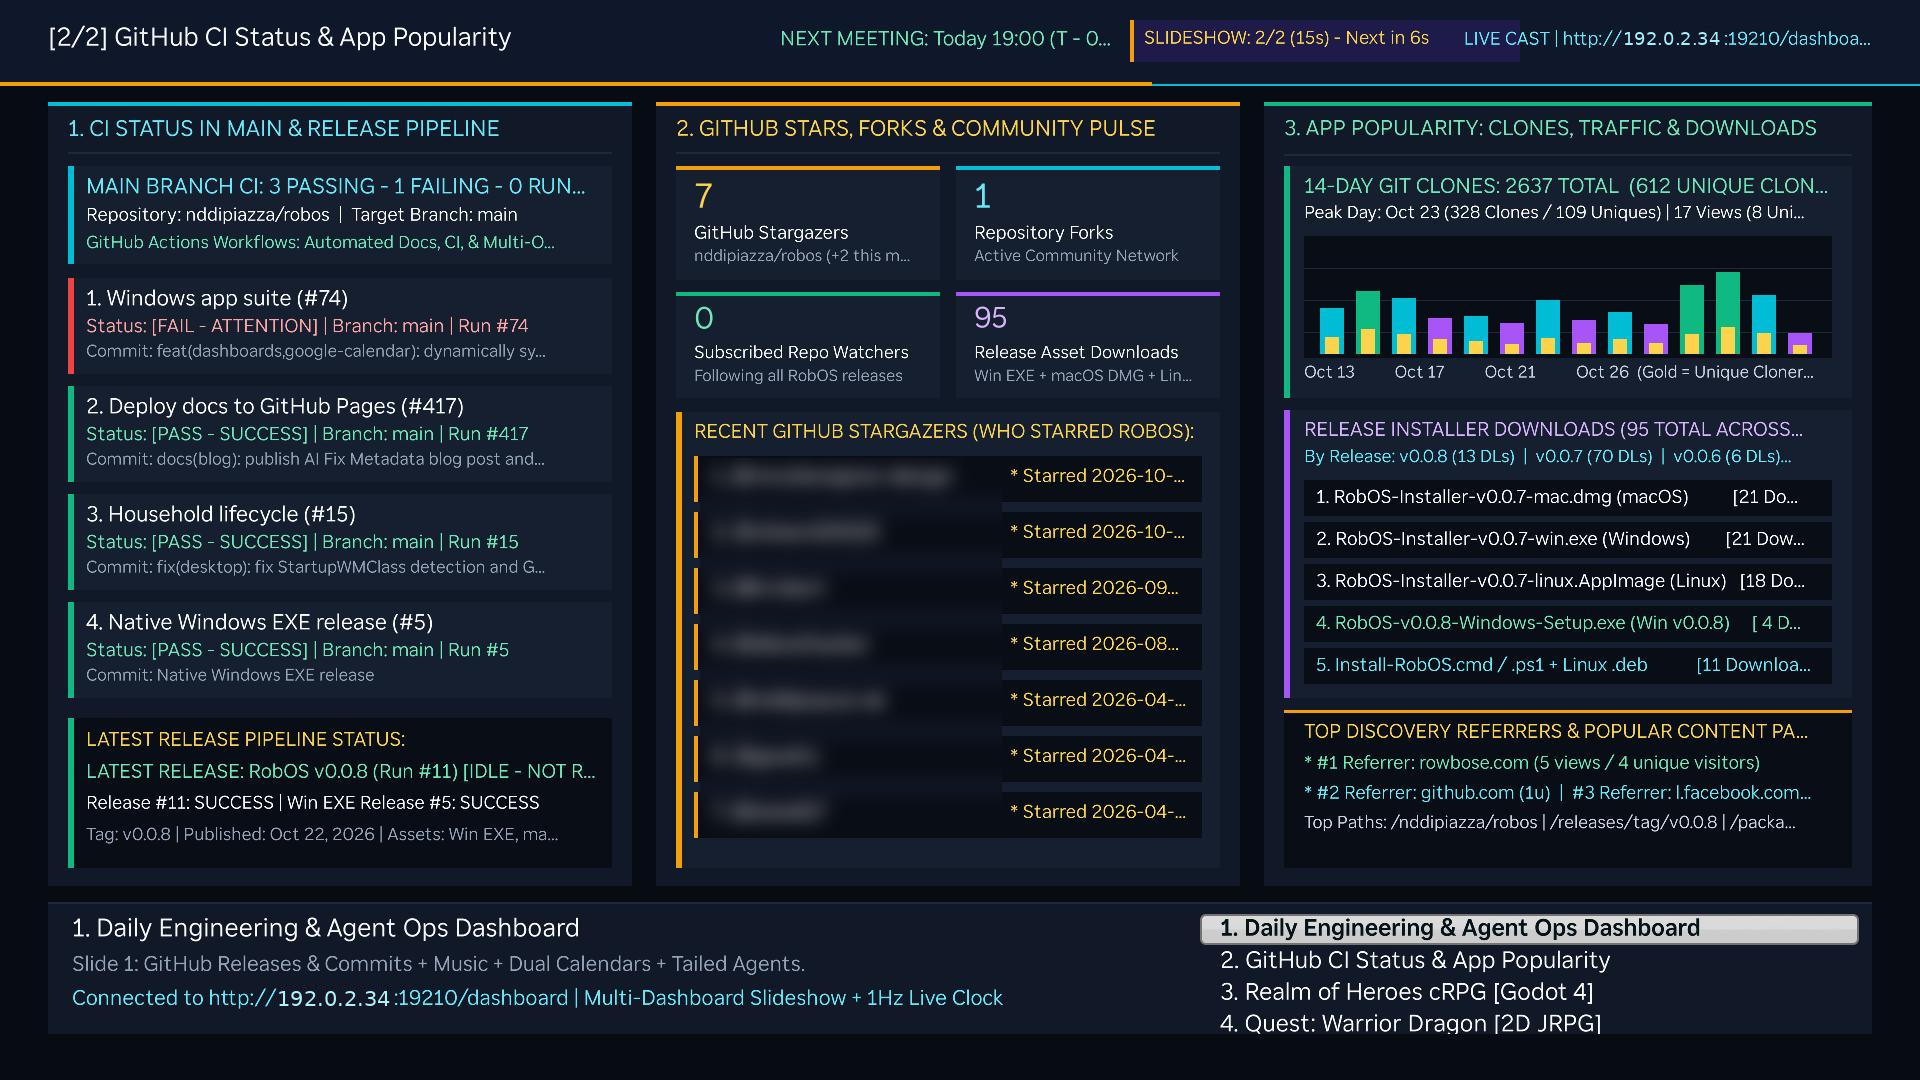 [2/2] GitHub CI Status & App Popularity
NEXT MEETING: Today 19:00 (T - 0...
SLIDESHOW: 2/2 (15s) - Next in 6s
LIVE CAST | http://192.0.2.34:19210/dashboa...
1. CI STATUS IN MAIN & RELEASE PIPELINE
MAIN BRANCH CI: 3 PASSING - 1 FAILING - 0 RUN...
Repository: nddipiazza/robos | Target Branch: main
GitHub Actions Workflows: Automated Docs, CI, & Multi-O...
1. Windows app suite (#74)
Status: [FAIL - ATTENTION] | Branch: main | Run #74
Commit: feat(dashboards,google-calendar): dynamically sy...
2. Deploy docs to GitHub Pages (#417)
Status: [PASS - SUCCESS] | Branch: main | Run #417
Commit: docs(blog): publish AI Fix Metadata blog post and...
3. Household lifecycle (#15)
Status: [PASS - SUCCESS] | Branch: main | Run #15
Commit: fix(desktop): fix StartupWMClass detection and G...
4. Native Windows EXE release (#5)
Status: [PASS - SUCCESS] | Branch: main | Run #5
Commit: Native Windows EXE release
LATEST RELEASE PIPELINE STATUS:
LATEST RELEASE: RobOS v0.0.8 (Run #11) [IDLE - NOT R...
Release #11: SUCCESS | Win EXE Release #5: SUCCESS
Tag: v0.0.8 | Published: Oct 22, 2026 | Assets: Win EXE, ma...
2. GITHUB STARS, FORKS & COMMUNITY PULSE
7
GitHub Stargazers
nddipiazza/robos (+2 this m...
1
Repository Forks
Active Community Network
0
Subscribed Repo Watchers
Following all RobOS releases
95
Release Asset Downloads
Win EXE + macOS DMG + Lin...
RECENT GITHUB STARGAZERS (WHO STARRED ROBOS):
* Starred 2026-10-...
* Starred 2026-10-...
* Starred 2026-09...
* Starred 2026-08...
* Starred 2026-04-...
* Starred 2026-04-...
* Starred 2026-04-...
3. APP POPULARITY: CLONES, TRAFFIC & DOWNLOADS
14-DAY GIT CLONES: 2637 TOTAL (612 UNIQUE CLON...
Peak Day: Oct 23 (328 Clones / 109 Uniques) | 17 Views (8 Uni...
Oct 13 Oct 17 Oct 21 Oct 26 (Gold = Unique Cloner...
RELEASE INSTALLER DOWNLOADS (95 TOTAL ACROSS...
By Release: v0.0.8 (13 DLs) | v0.0.7 (70 DLs) | v0.0.6 (6 DLs)...
1. RobOS-Installer-v0.0.7-mac.dmg (macOS) [21 Do...
2. RobOS-Installer-v0.0.7-win.exe (Windows) [21 Dow...
3. RobOS-Installer-v0.0.7-linux.AppImage (Linux) [18 Do...
4. RobOS-v0.0.8-Windows-Setup.exe (Win v0.0.8) [ 4 D...
5. Install-RobOS.cmd / .ps1 + Linux .deb [11 Downloa...
TOP DISCOVERY REFERRERS & POPULAR CONTENT PA...
* #1 Referrer: rowbose.com (5 views / 4 unique visitors)
* #2 Referrer: github.com (1u) | #3 Referrer: l.facebook.com...
Top Paths: /nddipiazza/robos | /releases/tag/v0.0.8 | /packa...
1. Daily Engineering & Agent Ops Dashboard
Slide 1: GitHub Releases & Commits + Music + Dual Calendars + Tailed Agents.
Connected to http://192.0.2.34:19210/dashboard | Multi-Dashboard Slideshow + 1Hz Live Clock
1. Daily Engineering & Agent Ops Dashboard
2. GitHub CI Status & App Popularity
3. Realm of Heroes cRPG [Godot 4]
4. Quest: Warrior Dragon [2D JRPG]